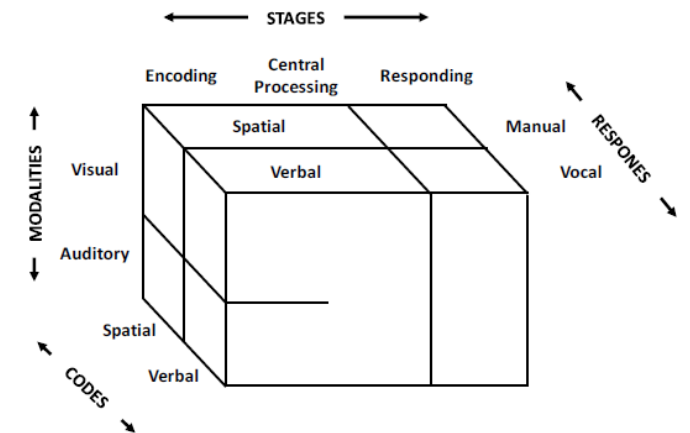 STAGES
Encoding
Central
Processing
Responding
Spatial
Manual
Verbal
Vocal
RESPONES
MODALITIES
Visual
Auditory
Spatial
Verbal
CODES